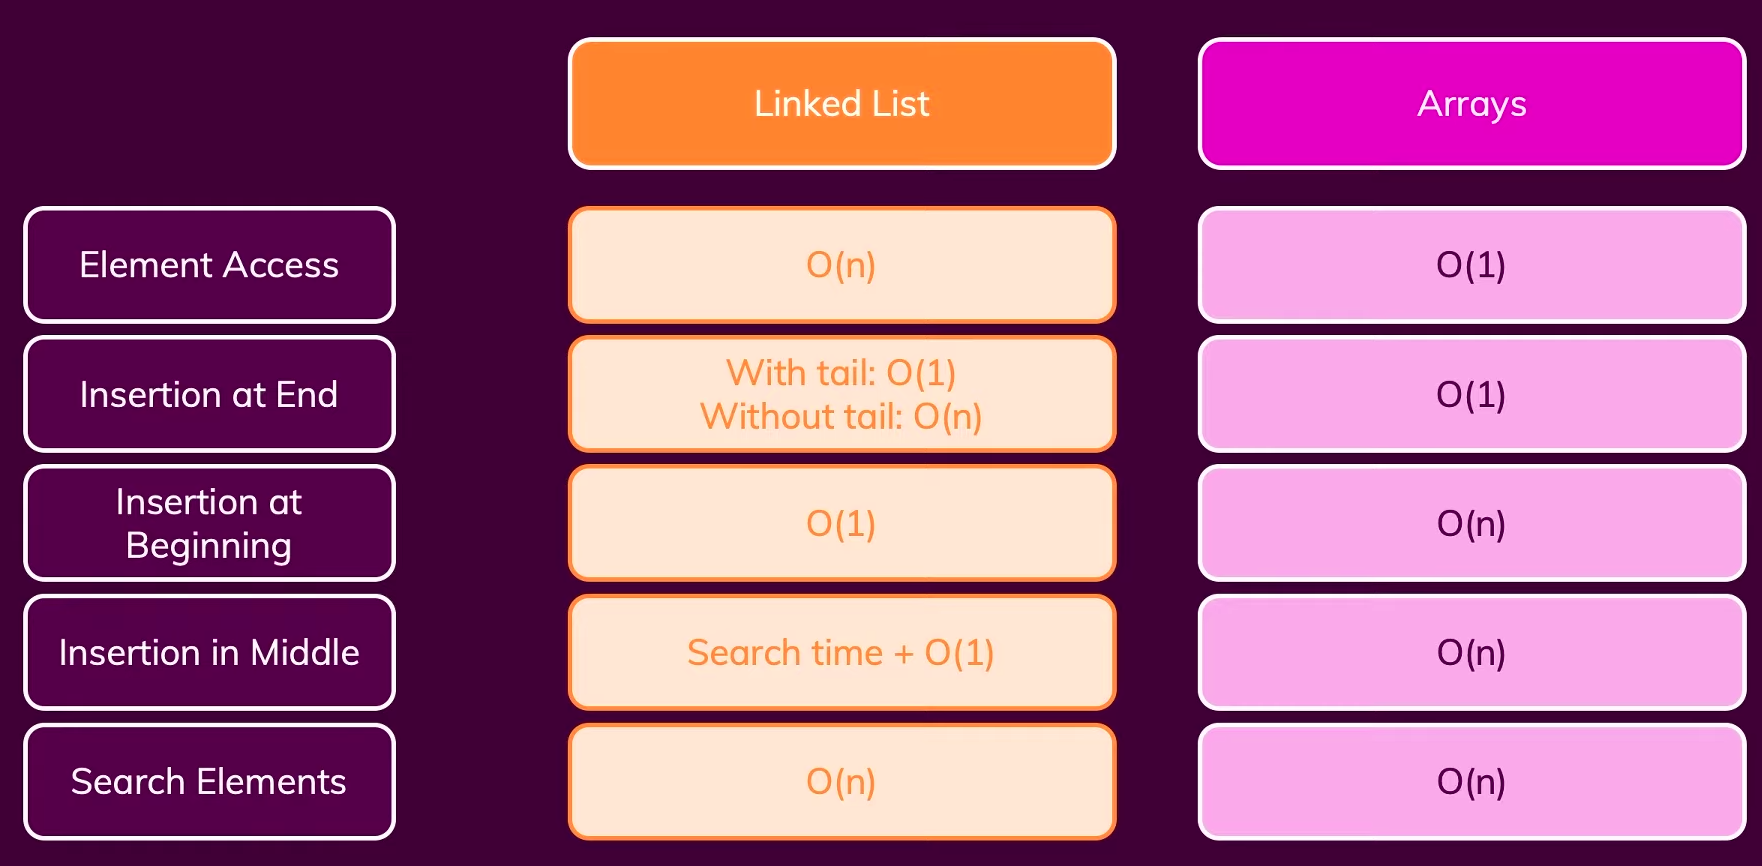 Linked List
Arrays
Element Access
O(n)
O(1)
Insertion at End
With tail: O(1)
Without tail: O(n)
O(1)
Insertion at
Beginning
O(1)
O(n)
Insertion in Middle
Search time + O(1)
O(n)
Search Elements
O(n)
O(n)